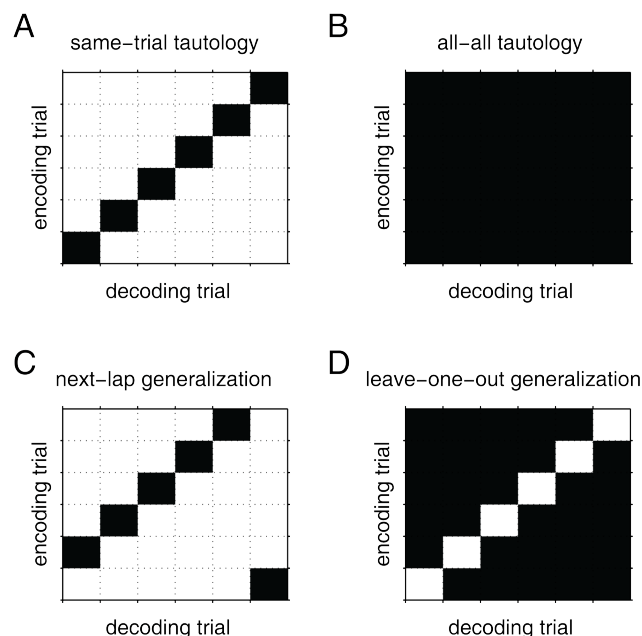 A
same−trial tautology
encoding trial
decoding trial
B
all−all tautology
encoding trial
decoding trial
C
next−lap generalization
encoding trial
decoding trial
D
leave−one−out generalization
encoding trial
decoding trial